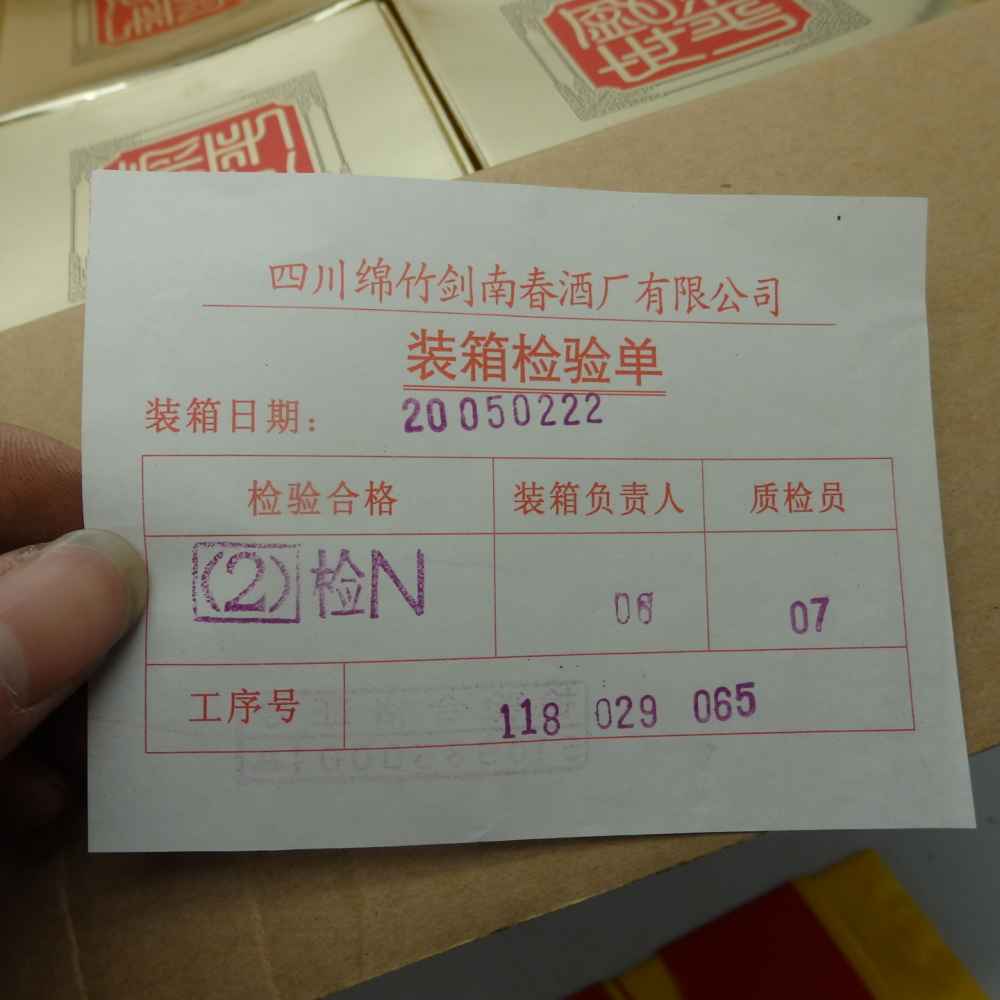 四川绵竹剑南春酒厂有限公司
装箱检验单
装箱日期: 20050222
检验合格 装箱负责人 质检员
(2) 检N 06 07
工序号 118 029 065